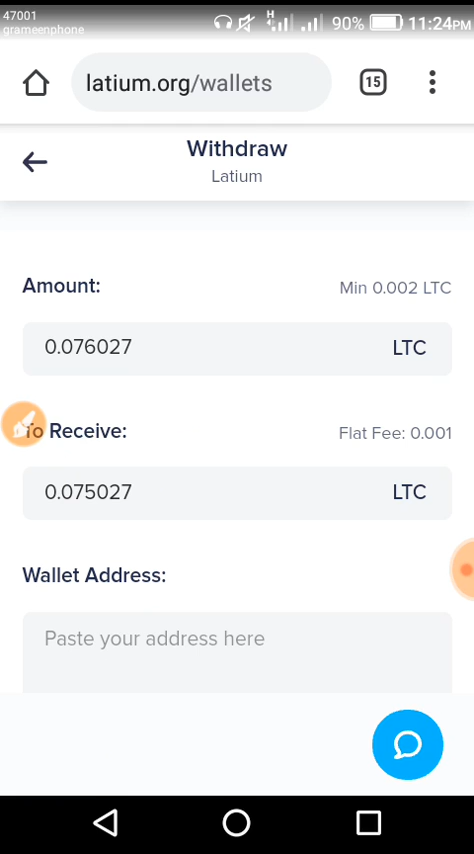 47001
grameenphone
H
90%
11:24PM
latium.org/wallets
15
Withdraw
Latium
Amount:
Min 0.002 LTC
0.076027
LTC
To Receive:
Flat Fee: 0.001
0.075027
LTC
Wallet Address:
Paste your address here